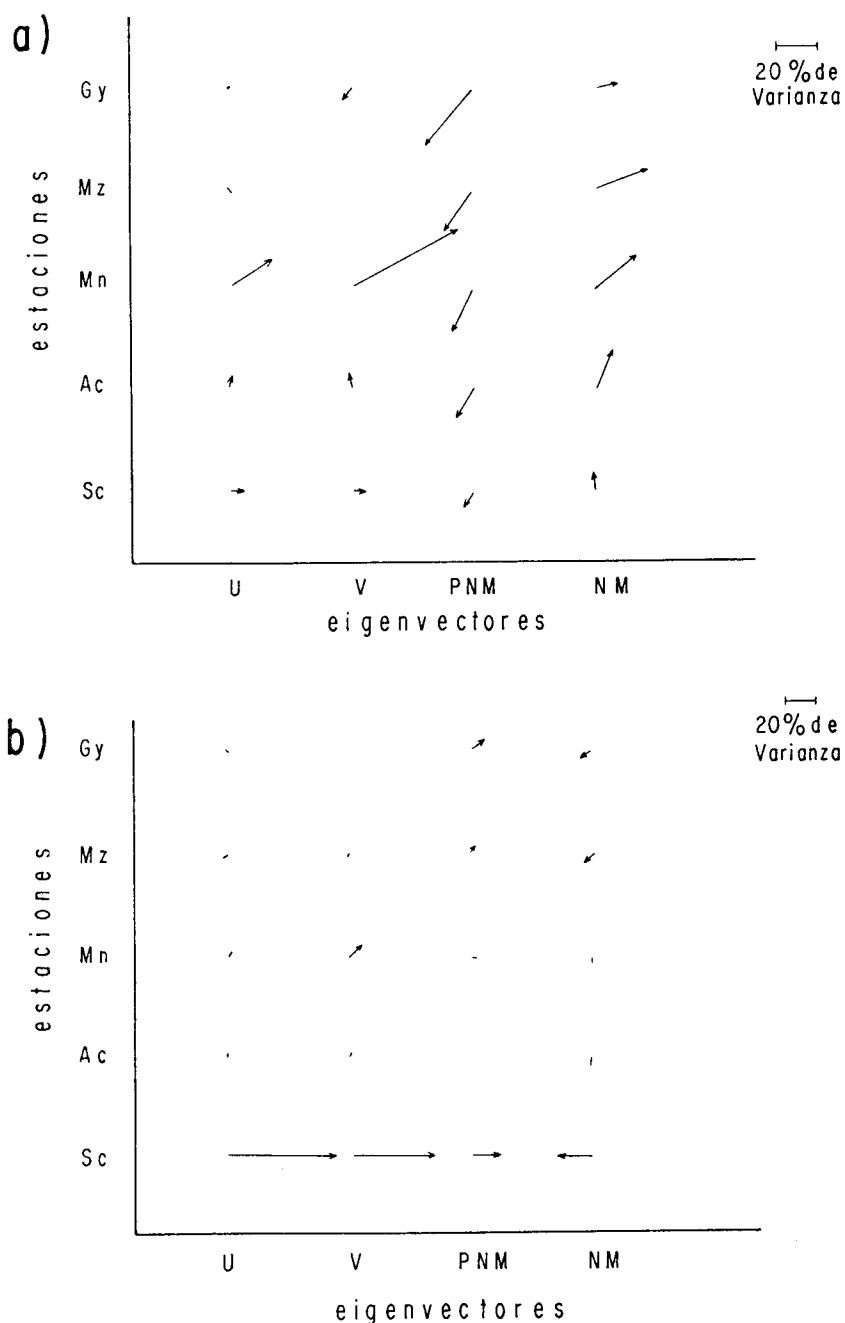 a)
20 % de
Varianza
Gy
Mz
Mn
Ac
Sc
estaciones
U V PNM NM
eigenvectores
b)
20% de
Varianza
Gy
Mz
Mn
Ac
Sc
estaciones
U V PNM NM
eigenvectores